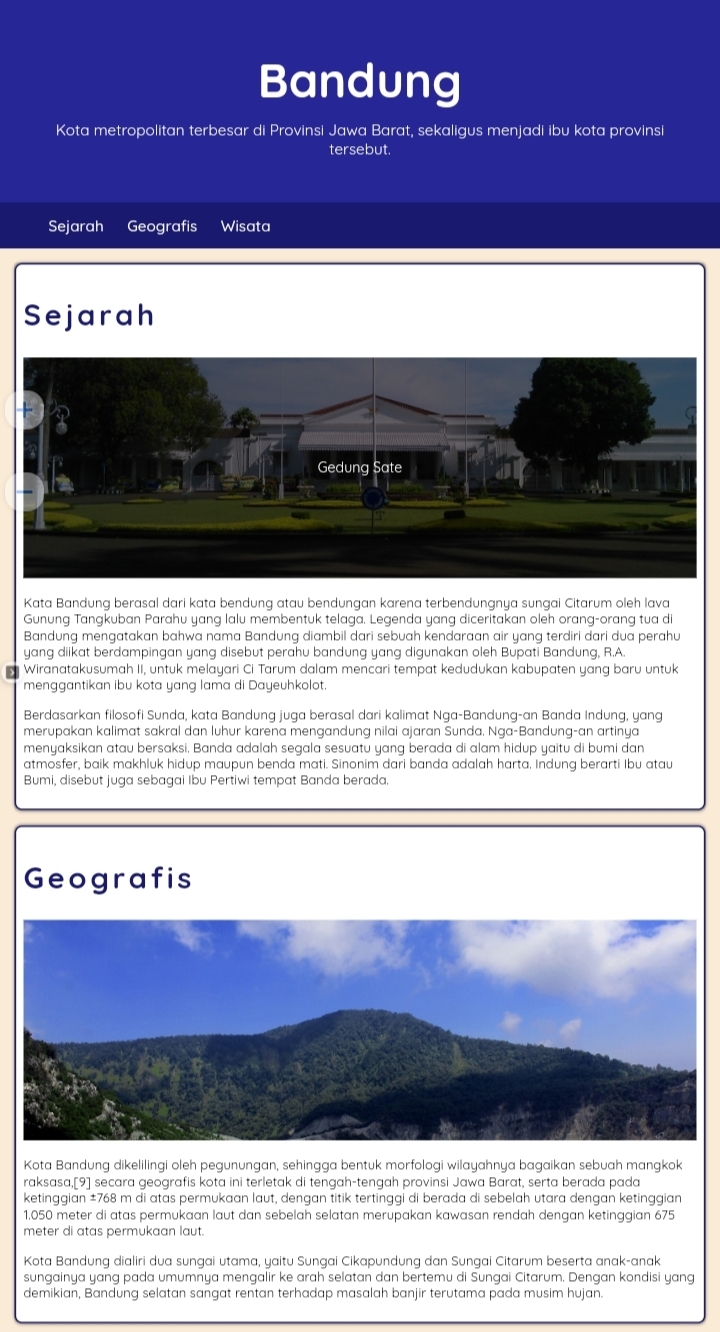 Bandung
Kota metropolitan terbesar di Provinsi Jawa Barat, sekaligus menjadi ibu kota provinsi
tersebut.
Sejarah Geografis Wisata
Sejarah
Gedung Sate
Kata Bandung berasal dari kata bendung atau bendungan karena terbendungnya sungai Citarum oleh lava
Gunung Tangkuban Parahu yang lalu membentuk telaga. Legenda yang diceritakan oleh orang-orang tua di
Bandung mengatakan bahwa nama Bandung diambil dari sebuah kendaraan air yang terdiri dari dua perahu
yang diikat berdampingan yang disebut perahu bandung yang digunakan oleh Bupati Bandung, R.A.
Wiranatakusumah II, untuk melayari Ci Tarum dalam mencari tempat kedudukan kabupaten yang baru untuk
menggantikan ibu kota yang lama di Dayeuhkolot.
Berdasarkan filosofi Sunda, kata Bandung juga berasal dari kalimat Nga-Bandung-an Banda Indung, yang
merupakan kalimat sakral dan luhur karena mengandung nilai ajaran Sunda. Nga-Bandung-an artinya
menyaksikan atau bersaksi. Banda adalah segala sesuatu yang berada di alam hidup yaitu di bumi dan
atmosfer, baik makhluk hidup maupun benda mati. Sinonim dari banda adalah harta. Indung berarti Ibu atau
Bumi, disebut juga sebagai Ibu Pertiwi tempat Banda berada.
Geografis
Kota Bandung dikelilingi oleh pegunungan, sehingga bentuk morfologi wilayahnya bagaikan sebuah mangkok
raksasa,[9] secara geografis kota ini terletak di tengah-tengah provinsi Jawa Barat, serta berada pada
ketinggian ±768 m di atas permukaan laut, dengan titik tertinggi di berada di sebelah utara dengan ketinggian
1.050 meter di atas permukaan laut dan sebelah selatan merupakan kawasan rendah dengan ketinggian 675
meter di atas permukaan laut.
Kota Bandung dialiri dua sungai utama, yaitu Sungai Cikapundung dan Sungai Citarum beserta anak-anak
sungainya yang pada umumnya mengalir ke arah selatan dan bertemu di Sungai Citarum. Dengan kondisi yang
demikian, Bandung selatan sangat rentan terhadap masalah banjir terutama pada musim hujan.